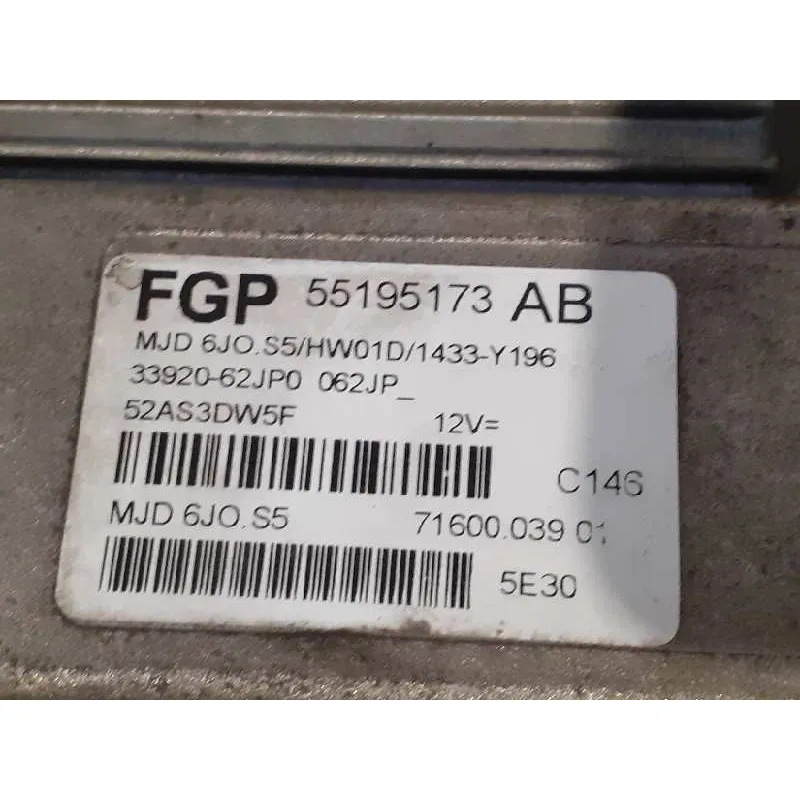 FGP 55195173 AB
MJD 6JO.S5/HW01D/1433-Y196
33920-62JP0 062JP_
52AS3DW5F 12V=
C146
MJD 6JO.S5 71600.039 01
5E30